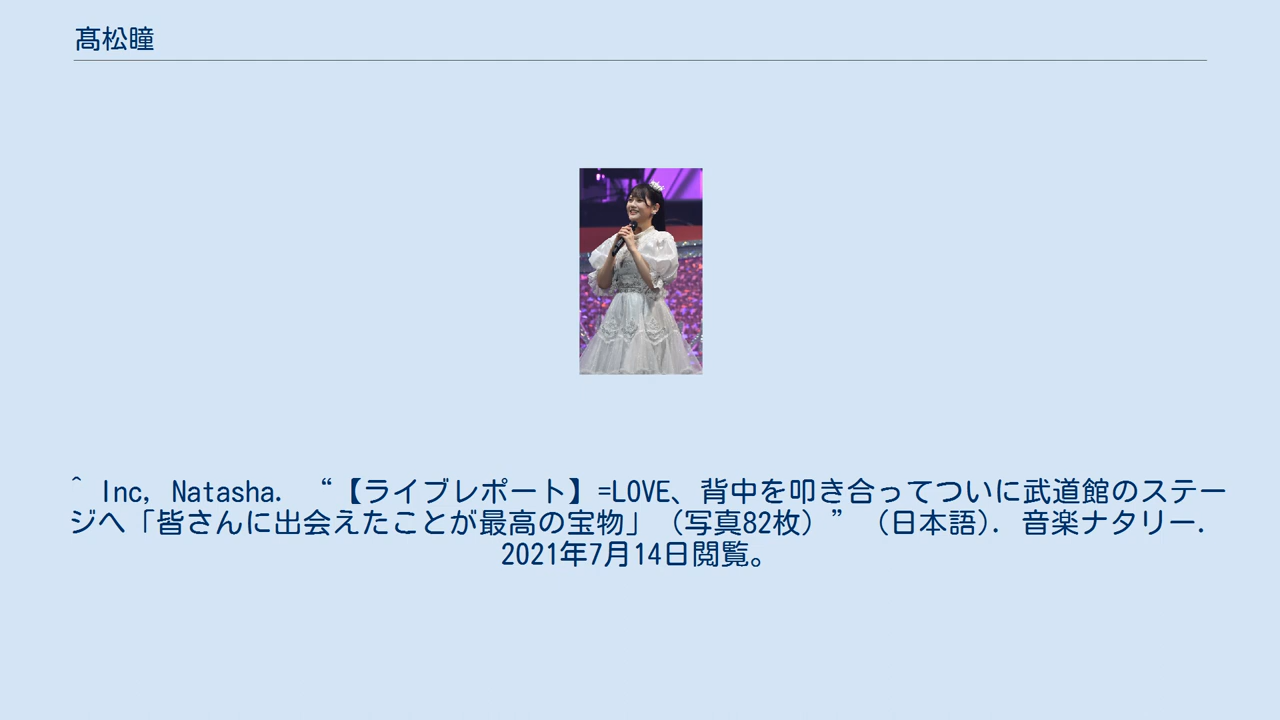 髙松瞳
^ Inc, Natasha. “【ライブレポート】=LOVE、背中を叩き合ってついに武道館のステー
ジへ「皆さんに出会えたことが最高の宝物」（写真82枚）” （日本語）. 音楽ナタリー.
2021年7月14日閲覧。